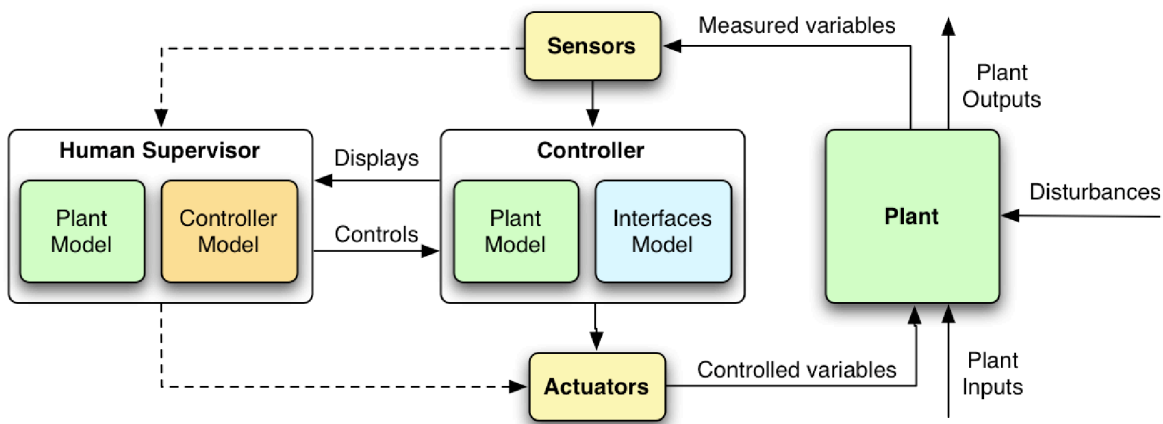 Sensors
Measured variables
Plant
Outputs
Human Supervisor
Displays
Controller
Plant
Model
Controller
Model
Controls
Plant
Model
Interfaces
Model
Plant
Disturbances
Actuators
Controlled variables
Plant
Inputs